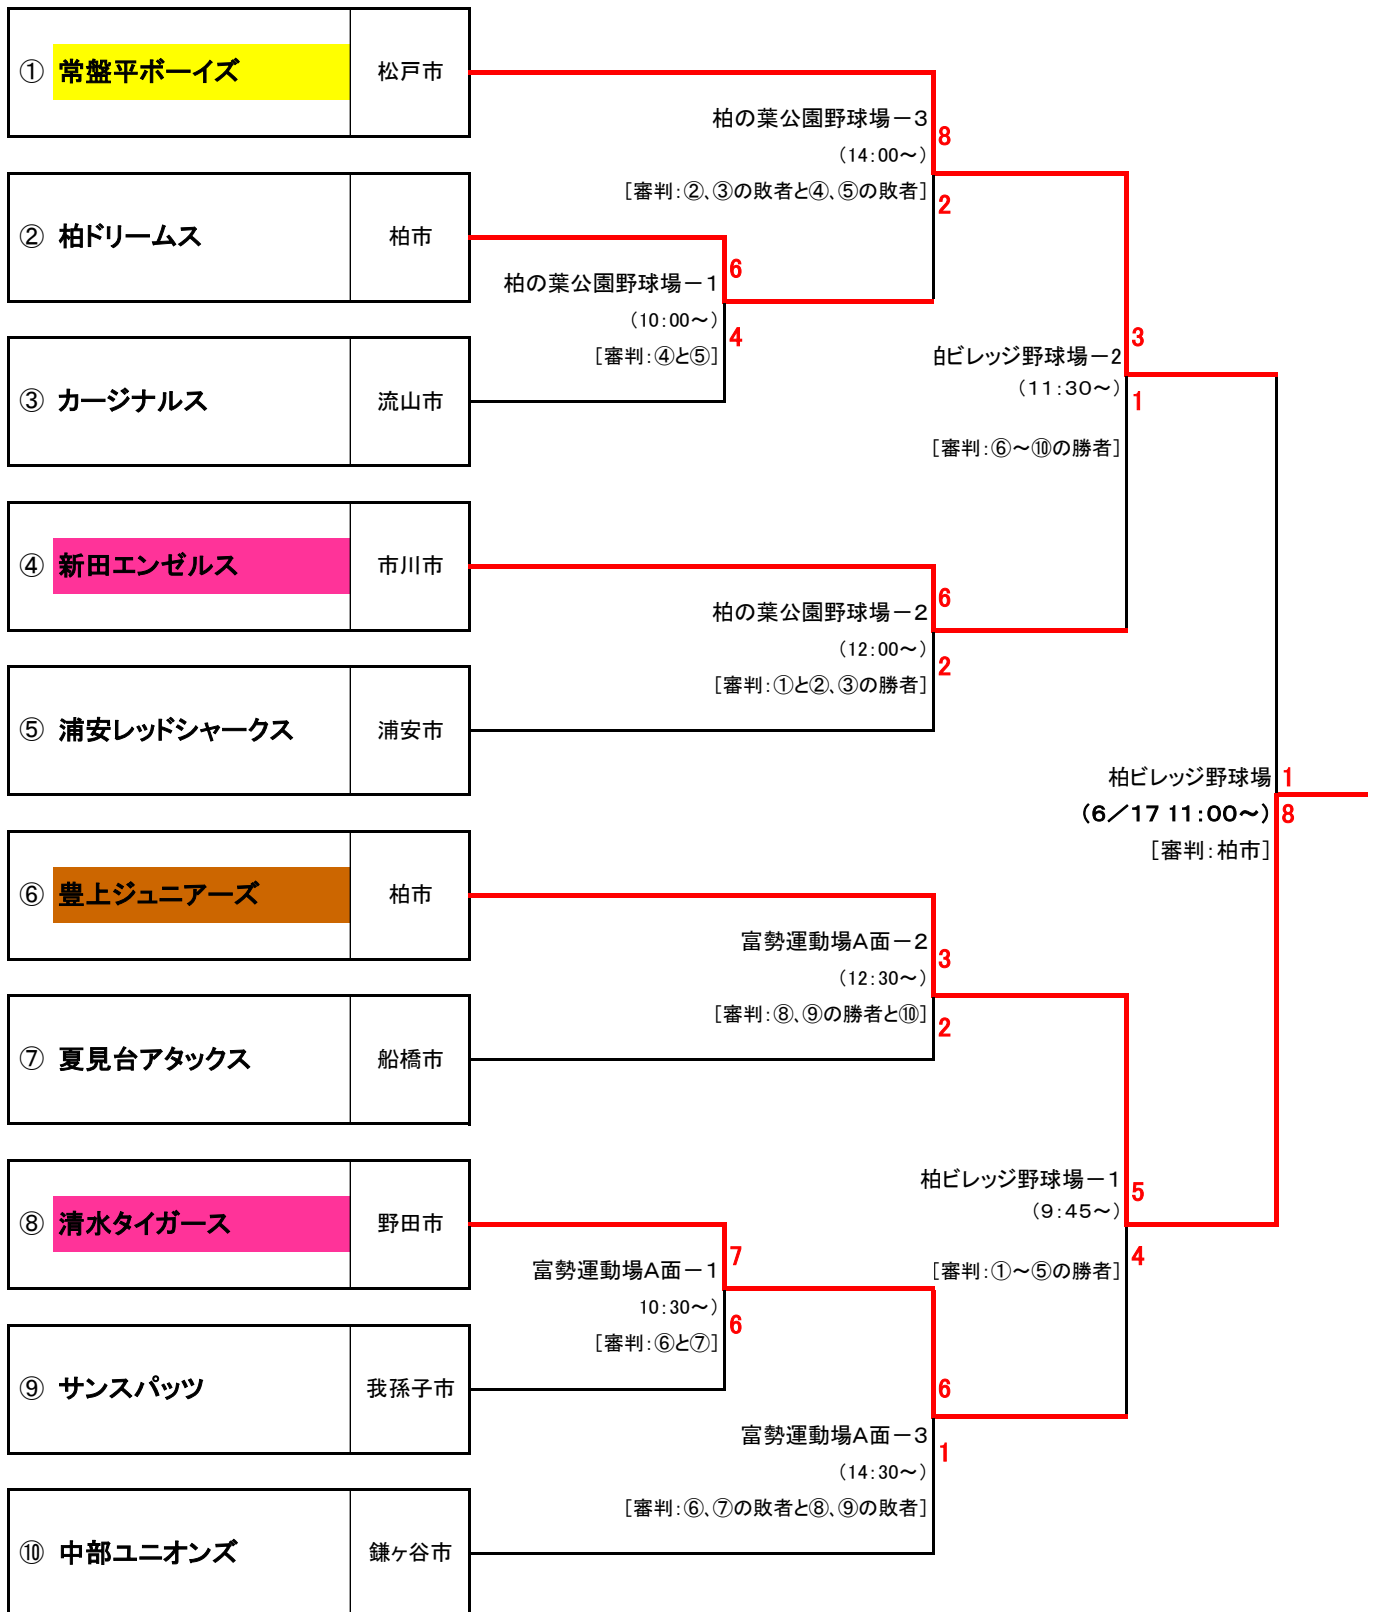 ① 常盤平ボーイズ 松戸市
柏の葉公園野球場－3
8
（14：00～）
［審判：②、③の敗者と④、⑤の敗者］
2
② 柏ドリームス 柏市
柏の葉公園野球場－1
6
（10：00～）
4
［審判：④と⑤］
3
柏ビレッジ野球場－2
（11：30～）
1
③ カージナルス 流山市
［審判：⑥～⑩の勝者］
④ 新田エンゼルス 市川市
柏の葉公園野球場－2
6
（12：00～）
2
［審判：①と②、③の勝者］
⑤ 浦安レッドシャークス 浦安市
柏ビレッジ野球場
1
（6／17 11：00～）
8
［審判：柏市］
⑥ 豊上ジュニアーズ 柏市
富勢運動場A面－2
3
（12：30～）
［審判：⑧、⑨の勝者と⑩］
2
⑦ 夏見台アタックス 船橋市
柏ビレッジ野球場－1
5
（9：45～）
4
⑧ 清水タイガース 野田市
［審判：①～⑤の勝者］
富勢運動場A面－1
7
10：30～）
6
［審判：⑥と⑦］
⑨ サンスパッツ 我孫子市
6
富勢運動場A面－3
1
（14：30～）
［審判：⑥、⑦の敗者と⑧、⑨の敗者］
⑩ 中部ユニオンズ 鎌ヶ谷市